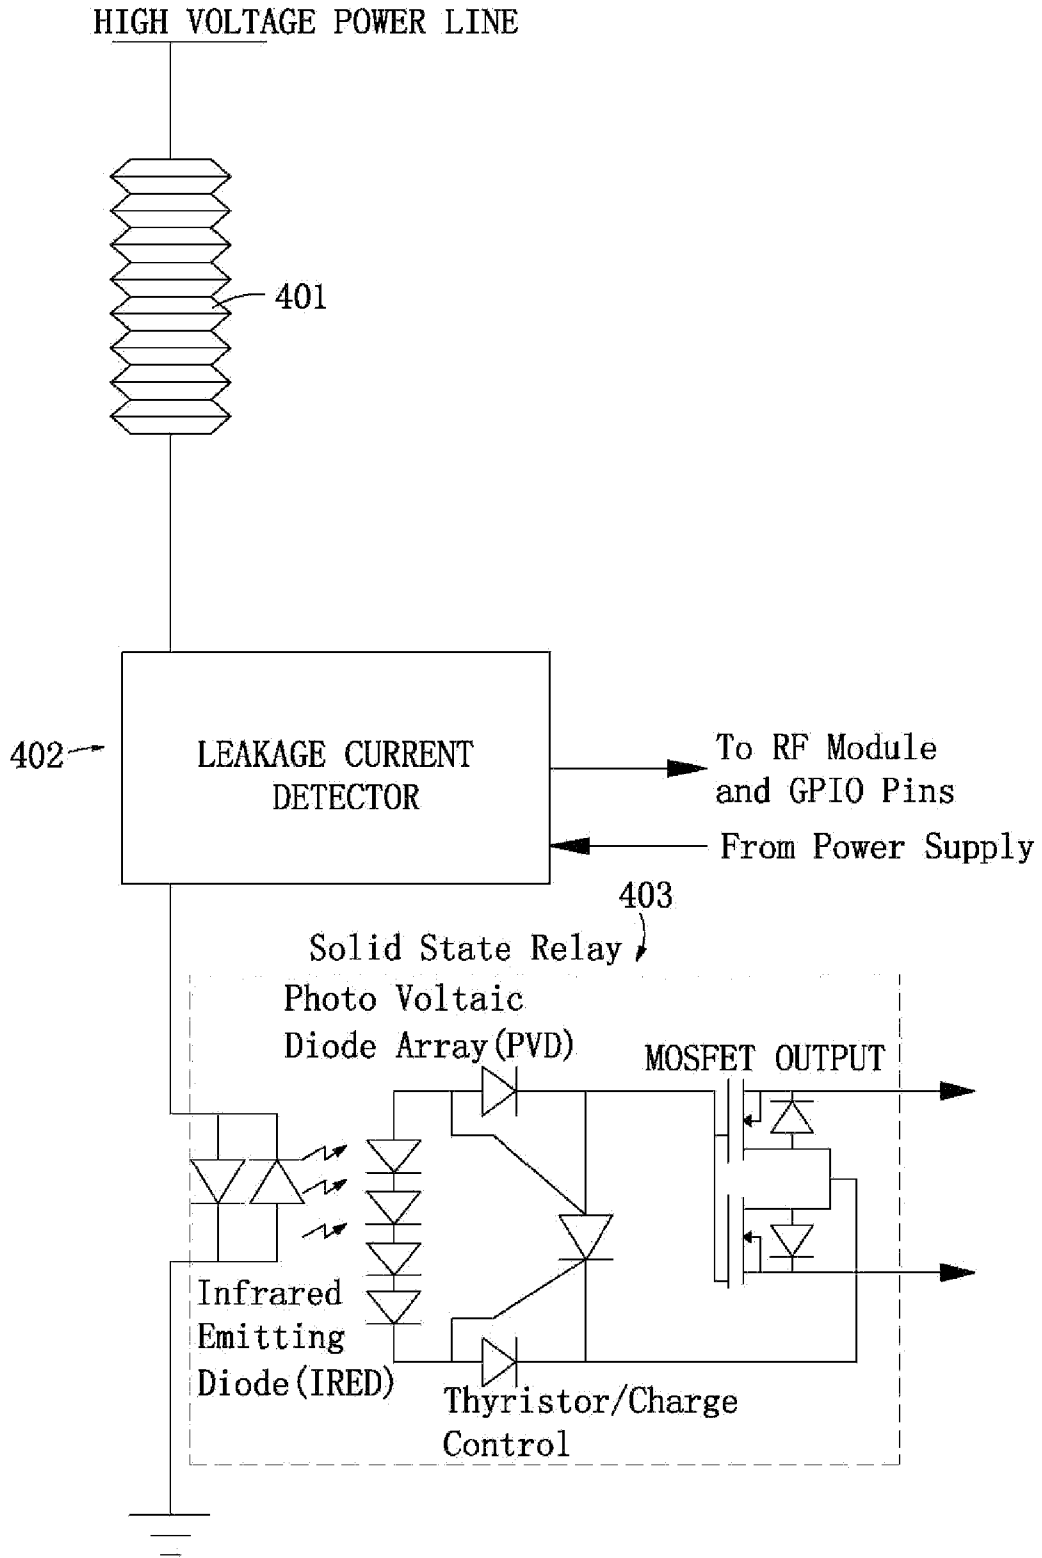 HIGH VOLTAGE POWER LINE
401
402
LEAKAGE CURRENT
DETECTOR
To RF Module
and GPIO Pins
From Power Supply
403
Solid State Relay
Photo Voltaic
Diode Array(PVD)
MOSFET OUTPUT
Infrared
Emitting
Diode(IRED)
Thyristor/Charge
Control